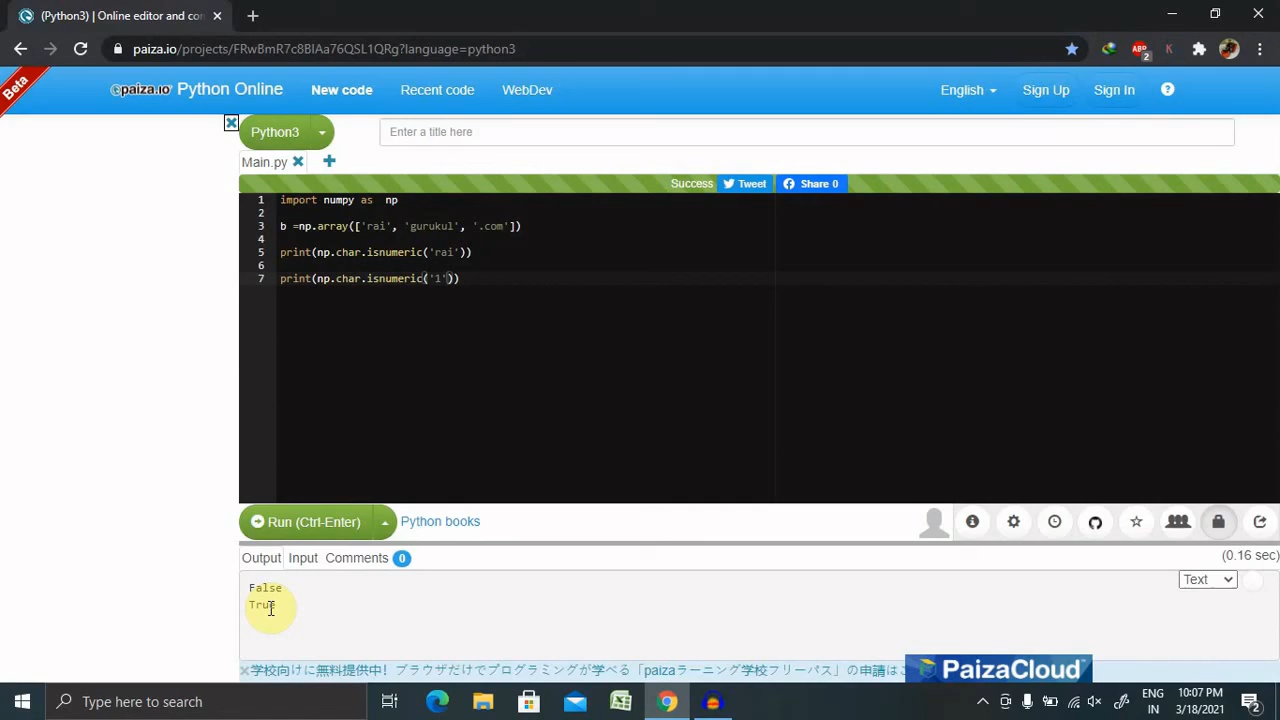 (Python3) | Online editor and con
paiza.io/projects/FRwBmR7c8BIAa76QSL1QRg?language=python3
2
Beta
paiza.io Python Online New code Recent code WebDev English Sign Up Sign In
Python3 Enter a title here
Main.py
Success Tweet Share 0
1 import numpy as  np
2
3 b =np.array(['rai', 'gurukul', '.com'])
4
5 print(np.char.isnumeric('rai'))
6
7 print(np.char.isnumeric('1'))
Run (Ctrl-Enter) Python books
Output Input Comments 0 (0.16 sec)
Text
False
True
学校向けに無料提供中！ブラウザだけでプログラミングが学べる「paizaラーニング学校フリーパス」の申請は
PaizaCloud
Type here to search
ENG
IN
10:07 PM
3/18/2021
2